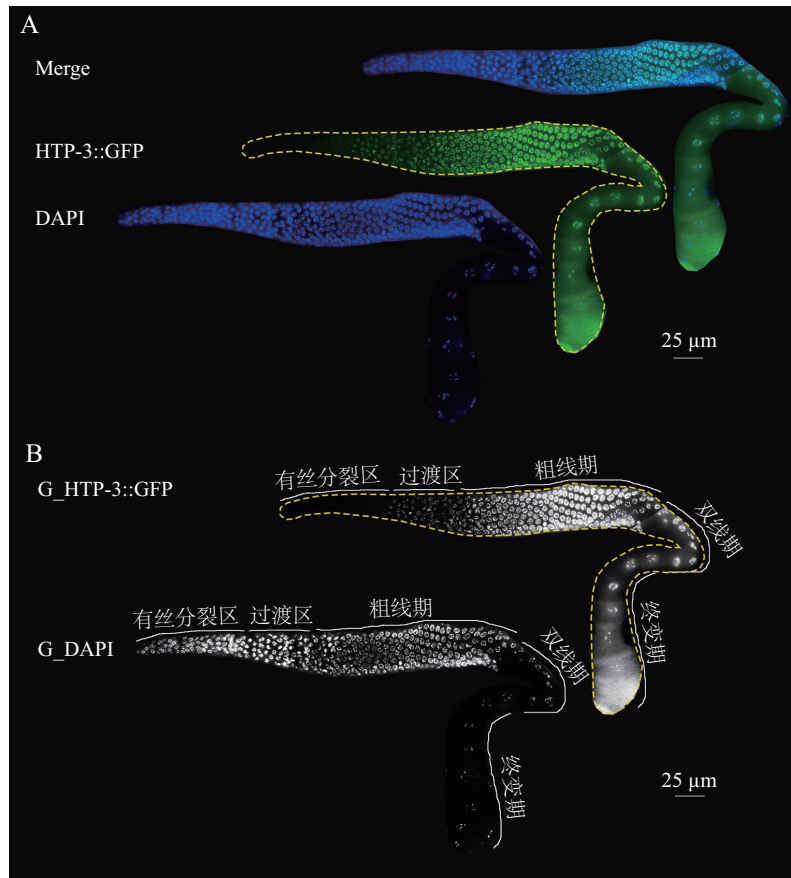 A
Merge
HTP-3::GFP
DAPI
25 µm
B
G_HTP-3::GFP
有丝分裂区
过渡区
粗线期
双线期
终变期
G_DAPI
有丝分裂区
过渡区
粗线期
双线期
终变期
25 µm